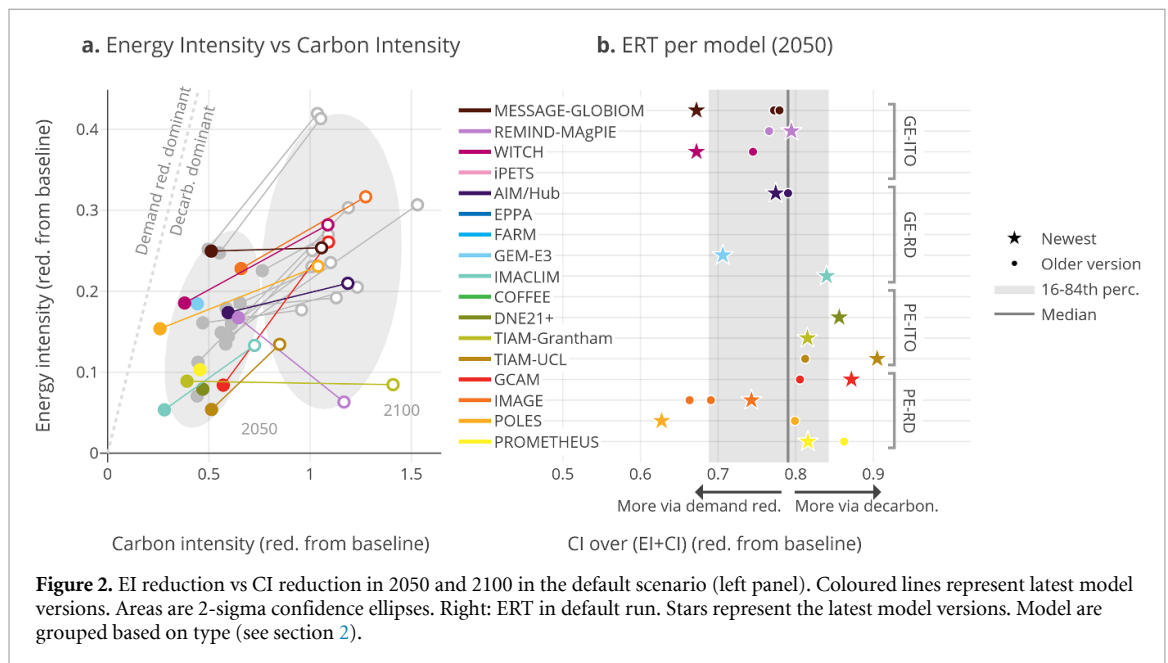 a. Energy Intensity vs Carbon Intensity
b. ERT per model (2050)
Energy intensity (red. from baseline)
0.4
0.3
0.2
0.1
0
Demand red. dominant
Decarb. dominant
2050
2100
0
0.5
1
1.5
Carbon intensity (red. from baseline)
MESSAGE-GLOBIOM
REMIND-MAgPIE
WITCH
iPETS
AIM/Hub
EPPA
FARM
GEM-E3
IMACLIM
COFFEE
DNE21+
TIAM-Grantham
TIAM-UCL
GCAM
IMAGE
POLES
PROMETHEUS
GE-ITO
GE-RD
PE-ITO
PE-RD
0.5
0.6
0.7
0.8
0.9
More via demand red.
More via decarbon.
CI over (EI+CI) (red. from baseline)
Newest
Older version
16-84th perc.
Median
Figure 2. EI reduction vs CI reduction in 2050 and 2100 in the default scenario (left panel). Coloured lines represent latest model
versions. Areas are 2-sigma confidence ellipses. Right: ERT in default run. Stars represent the latest model versions. Model are
grouped based on type (see section 2).